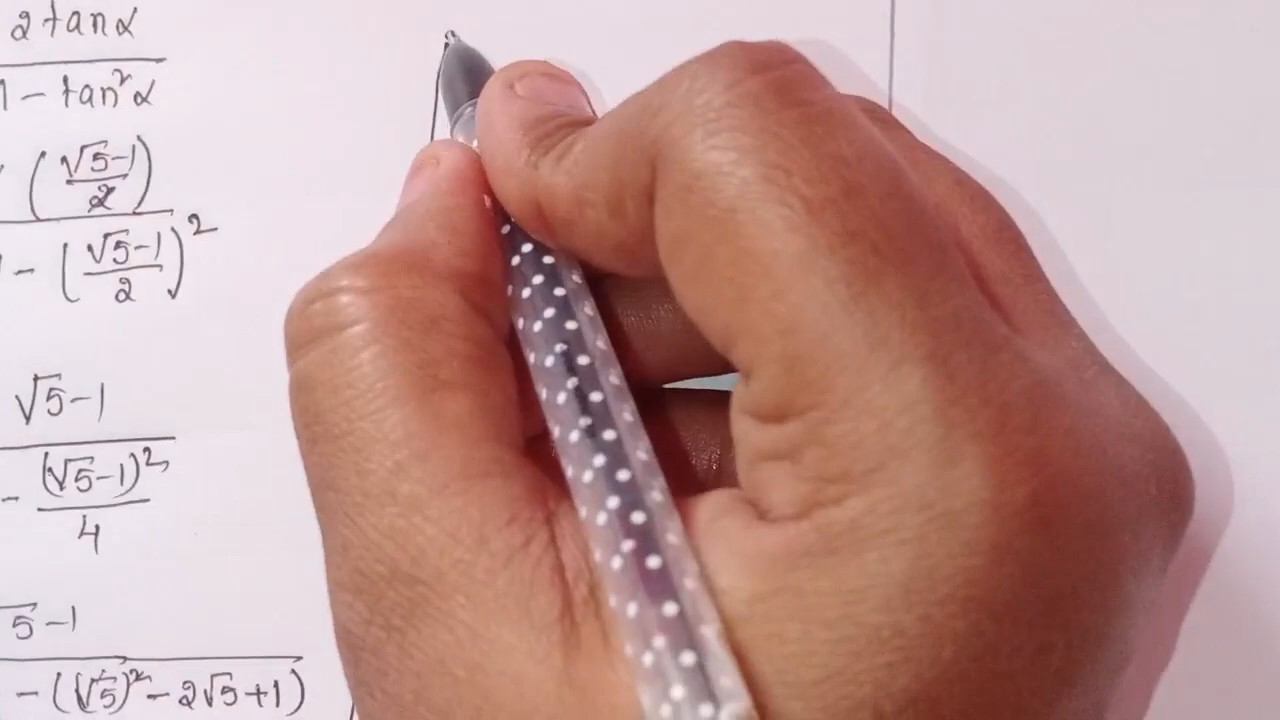 2 tan α
1 - tan² α
(√5-1 / 2)
- (√5-1 / 2)²
√5-1
- (√5-1)² / 4
5-1
- ((√5)² - 2√5+1)